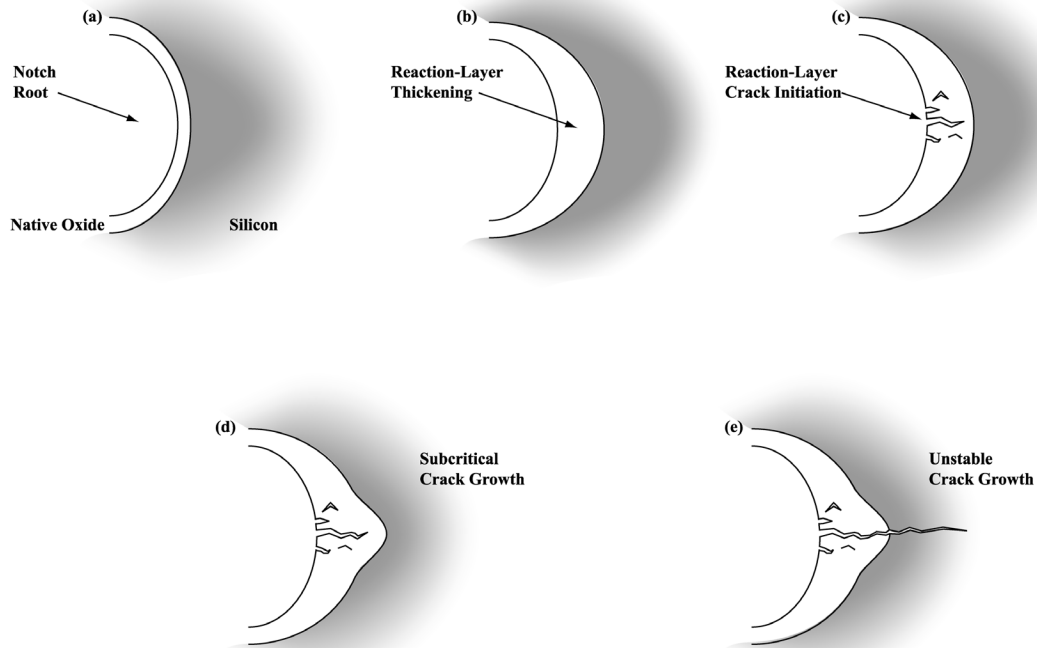 (a)
Notch
Root
Native Oxide
Silicon
(b)
Reaction-Layer
Thickening
(c)
Reaction-Layer
Crack Initiation
(d)
Subcritical
Crack Growth
(e)
Unstable
Crack Growth